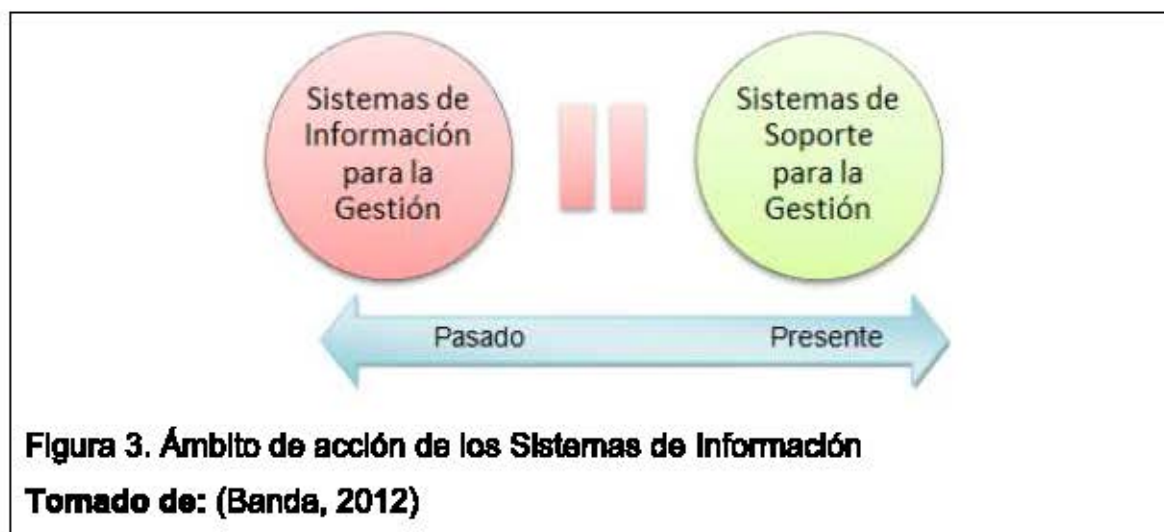 Sistemas de
Información
para la
Gestión
Sistemas de
Soporte
para la
Gestión
Pasado
Presente
Figura 3. Ámbito de acción de los Sistemas de Información
Tomado de: (Banda, 2012)